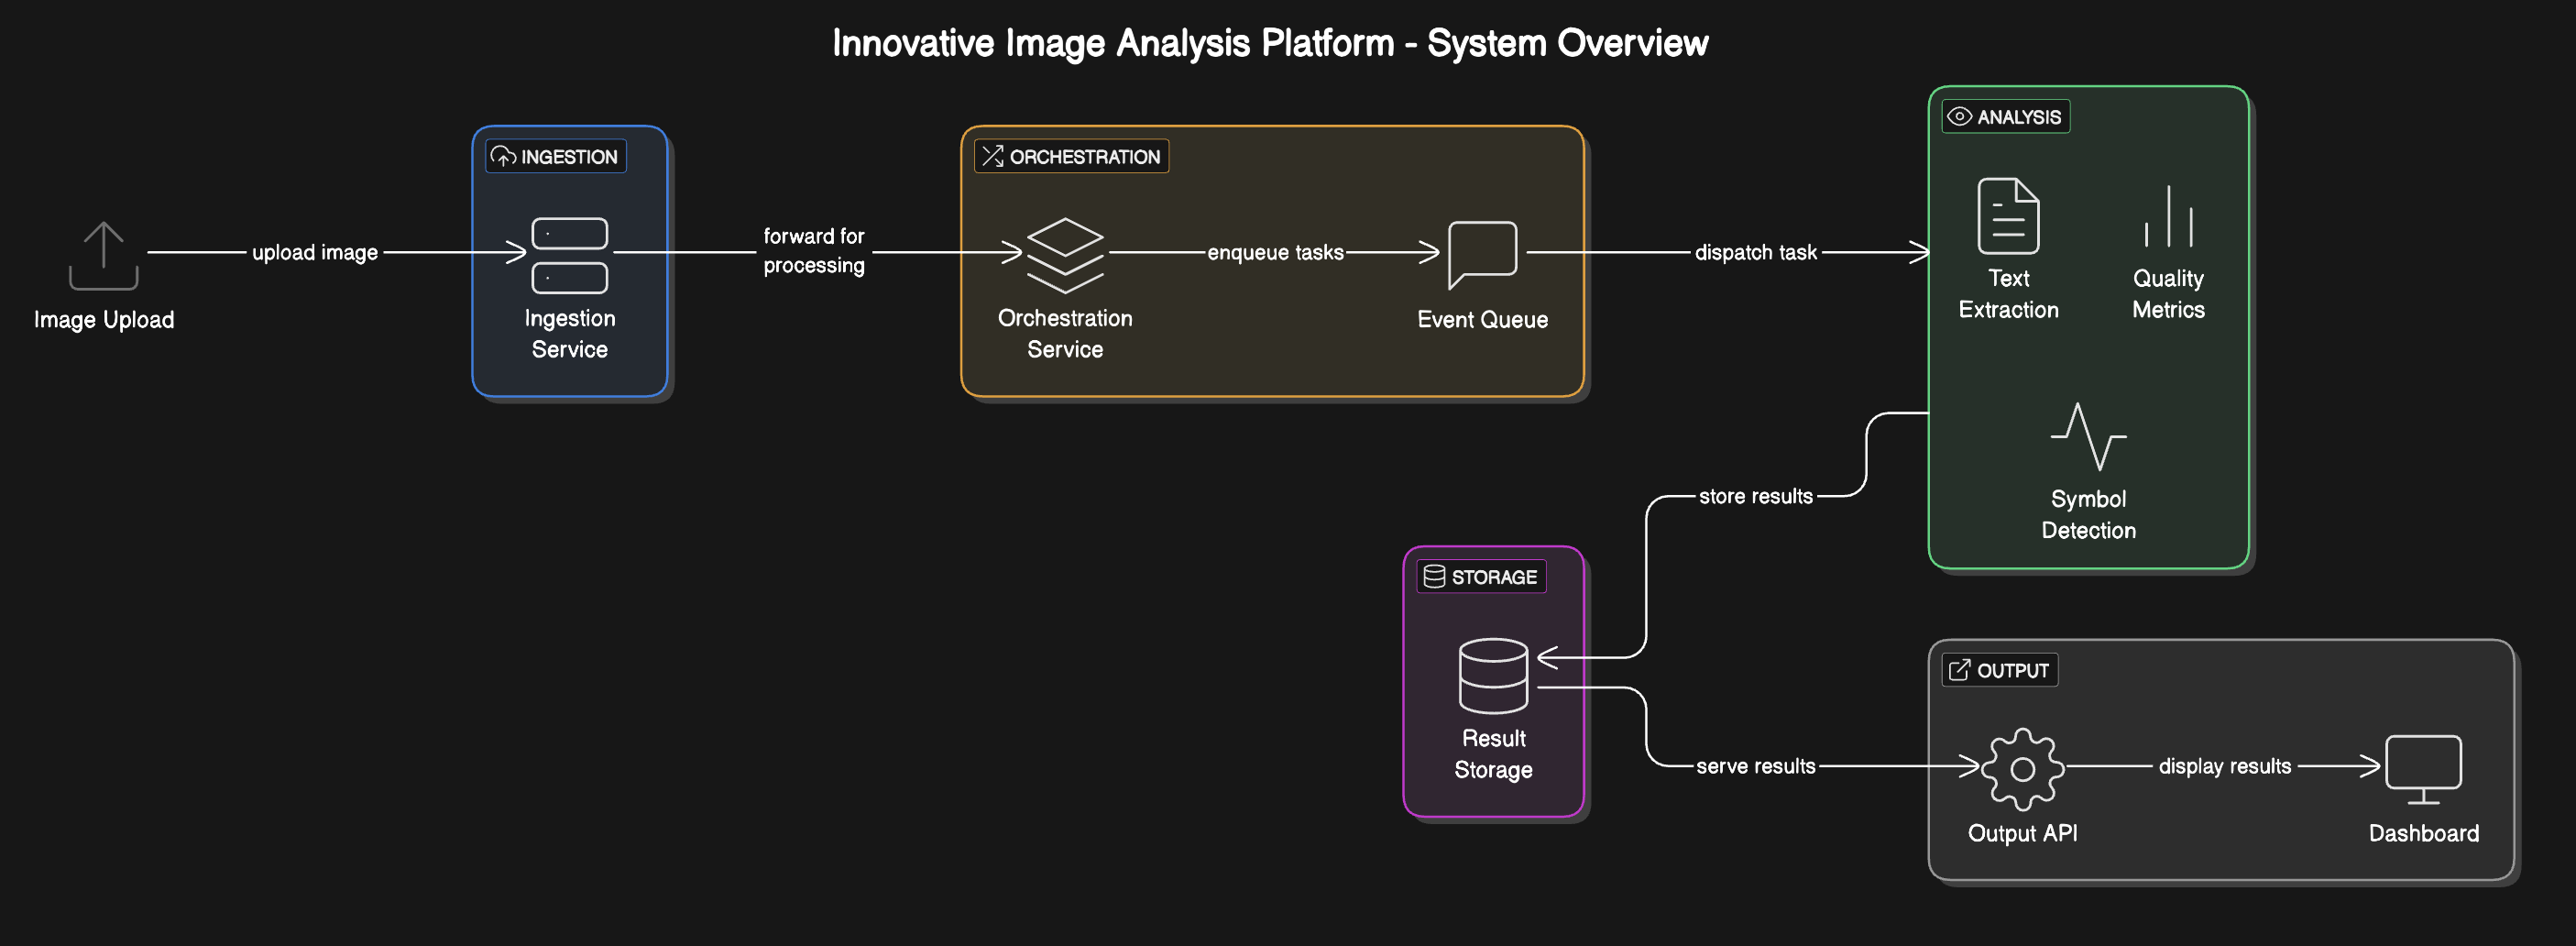 Innovative Image Analysis Platform - System Overview
Image Upload
upload image
INGESTION
Ingestion
Service
forward for
processing
ORCHESTRATION
Orchestration
Service
enqueue tasks
Event Queue
dispatch task
ANALYSIS
Text
Extraction
Quality
Metrics
Symbol
Detection
store results
STORAGE
Result
Storage
serve results
OUTPUT
Output API
display results
Dashboard